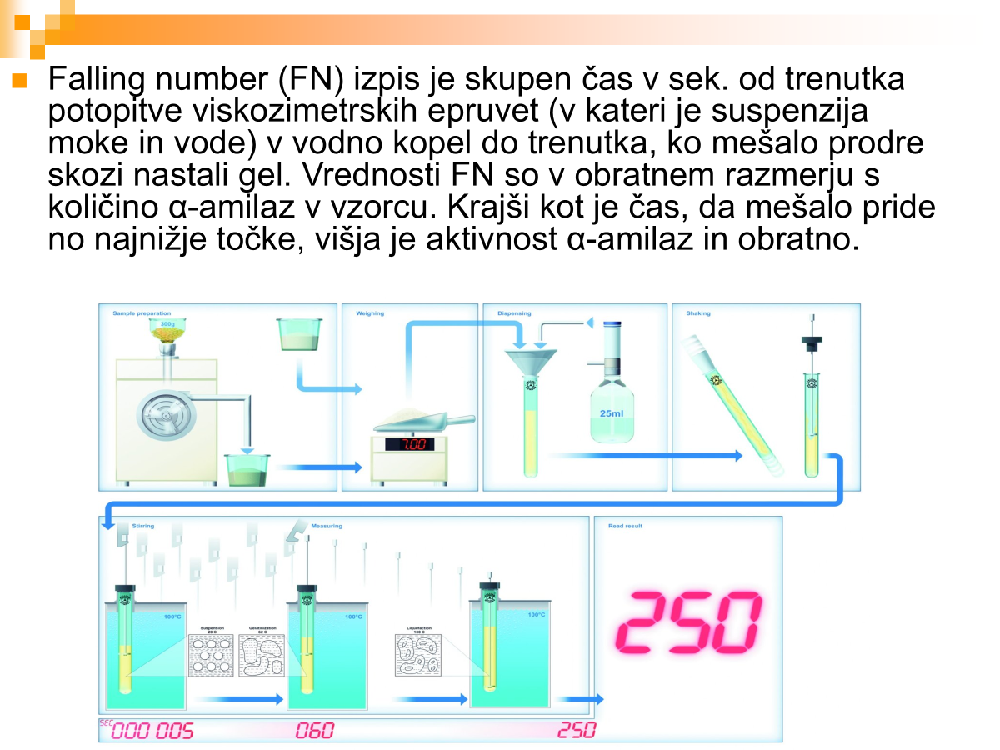 Falling number (FN) izpis je skupen čas v sek. od trenutka
potopitve viskozimetrskih epruvet (v kateri je suspenzija
moke in vode) v vodno kopel do trenutka, ko mešalo prodre
skozi nastali gel. Vrednosti FN so v obratnem razmerju s
količino α-amilaz v vzorcu. Krajši kot je čas, da mešalo pride
no najnižje točke, višja je aktivnost α-amilaz in obratno.
Sample preparation
300g
Weighing
7.00
Dispensing
25ml
Shaking
Stirring
Measuring
Read result
100°C
Suspension
20 C
Gelatinization
62 C
100°C
Liquefaction
100 C
100°C
250
SEC
000 005
060
250